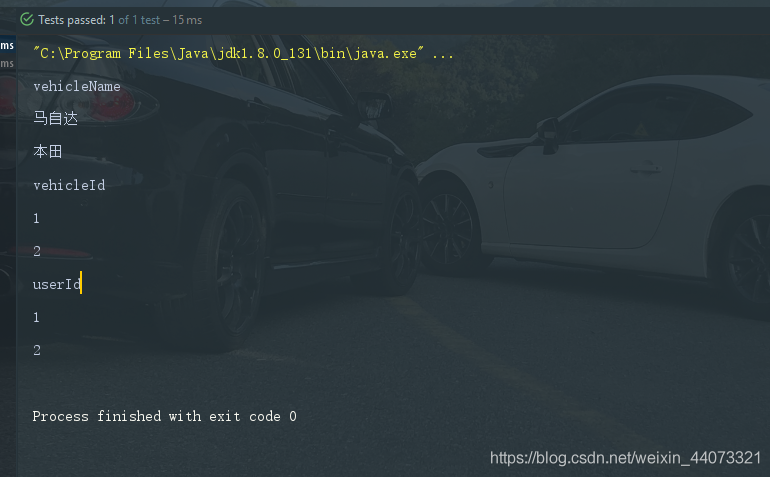 Tests passed: 1 of 1 test – 15 ms
ms
ms
"C:\Program Files\Java\jdk1.8.0_131\bin\java.exe" ...
vehicleName
马自达
本田
vehicleId
1
2
userId
1
2
Process finished with exit code 0
https://blog.csdn.net/weixin_44073321